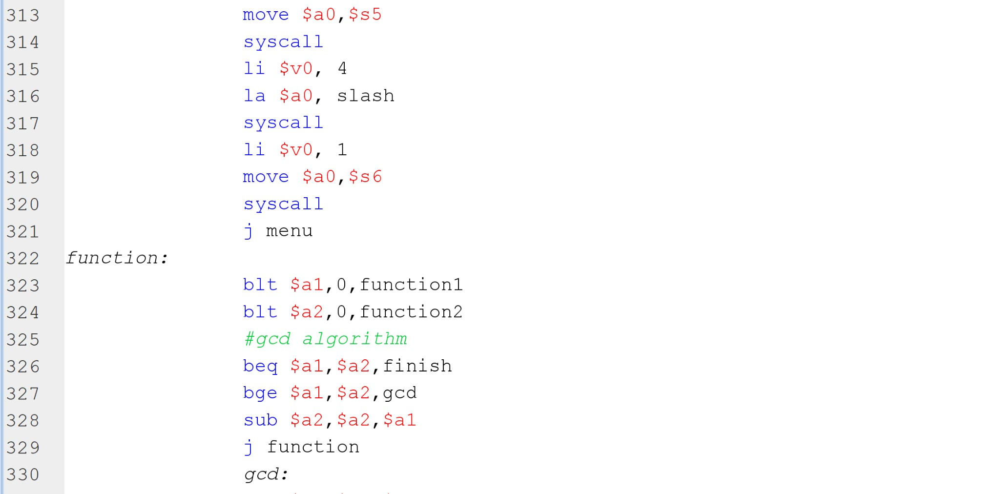 313 move $a0,$s5
314 syscall
315 li $v0, 4
316 la $a0, slash
317 syscall
318 li $v0, 1
319 move $a0,$s6
320 syscall
321 j menu
322 function:
323 blt $a1,0,function1
324 blt $a2,0,function2
325 #gcd algorithm
326 beq $a1,$a2,finish
327 bge $a1,$a2,gcd
328 sub $a2,$a2,$a1
329 j function
330 gcd: